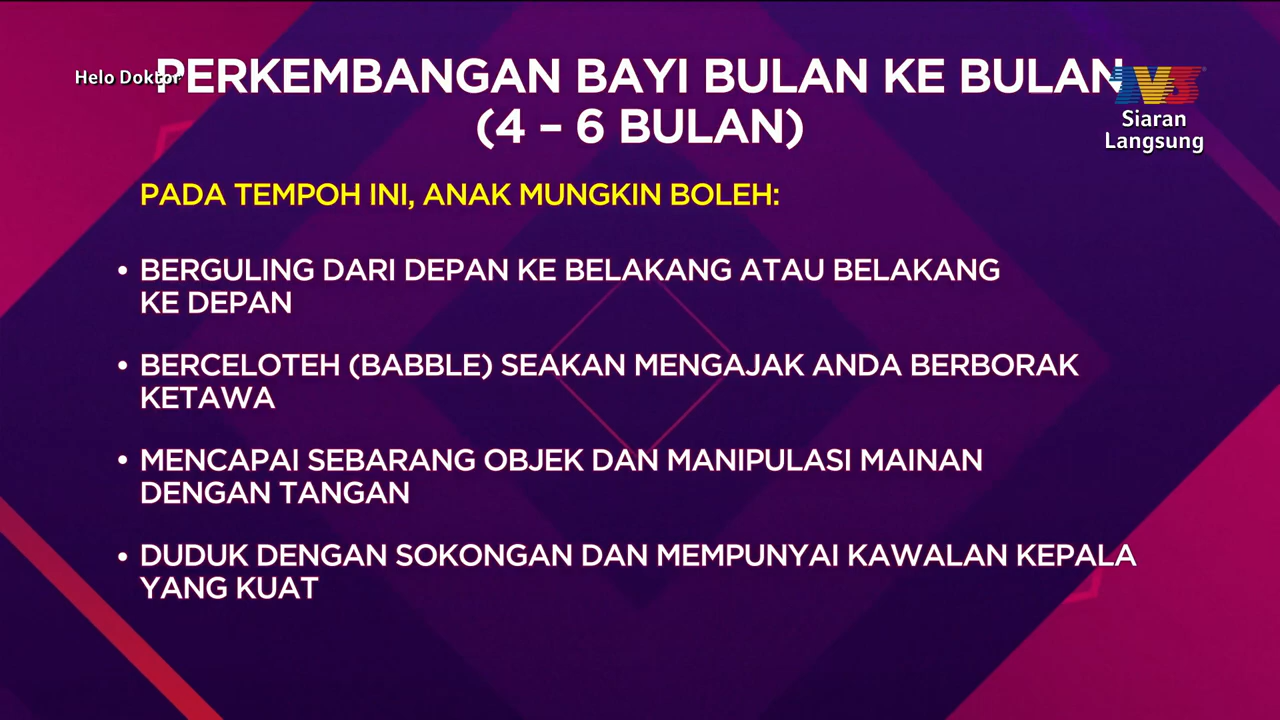 Helo Doktor
PERKEMBANGAN BAYI BULAN KE BULAN
(4 – 6 BULAN)
TV3
Siaran
Langsung
PADA TEMPOH INI, ANAK MUNGKIN BOLEH:
• BERGULING DARI DEPAN KE BELAKANG ATAU BELAKANG
KE DEPAN
• BERCELOTEH (BABBLE) SEAKAN MENGAJAK ANDA BERBORAK
KETAWA
• MENCAPAI SEBARANG OBJEK DAN MANIPULASI MAINAN
DENGAN TANGAN
• DUDUK DENGAN SOKONGAN DAN MEMPUNYAI KAWALAN KEPALA
YANG KUAT